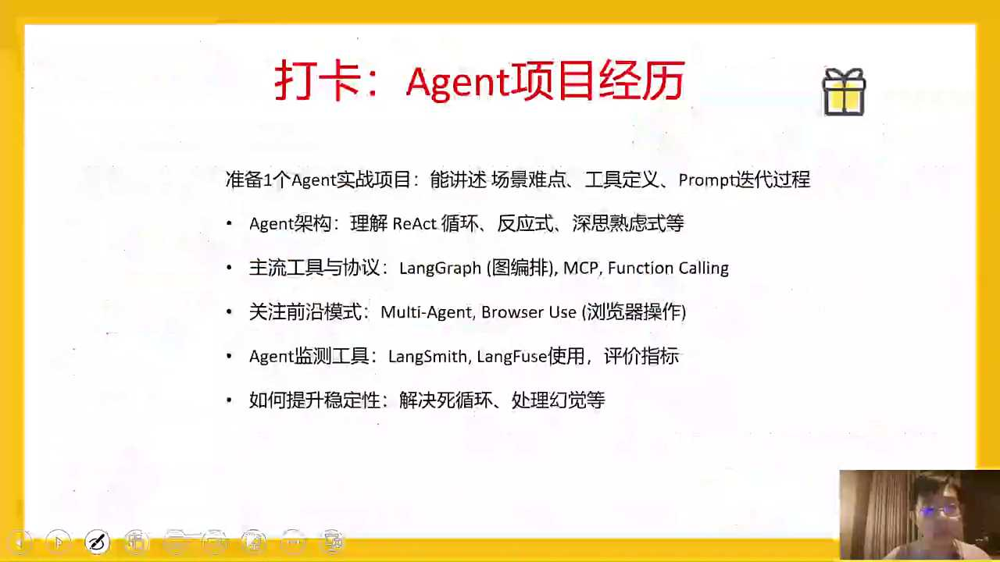 打卡：Agent项目经历
准备1个Agent实战项目：能讲述 场景难点、工具定义、Prompt迭代过程
• Agent架构：理解 ReAct 循环、反应式、深思熟虑式等
• 主流工具与协议：LangGraph (图编排), MCP, Function Calling
• 关注前沿模式：Multi-Agent, Browser Use (浏览器操作)
• Agent监测工具：LangSmith, LangFuse使用，评价指标
• 如何提升稳定性：解决死循环、处理幻觉等